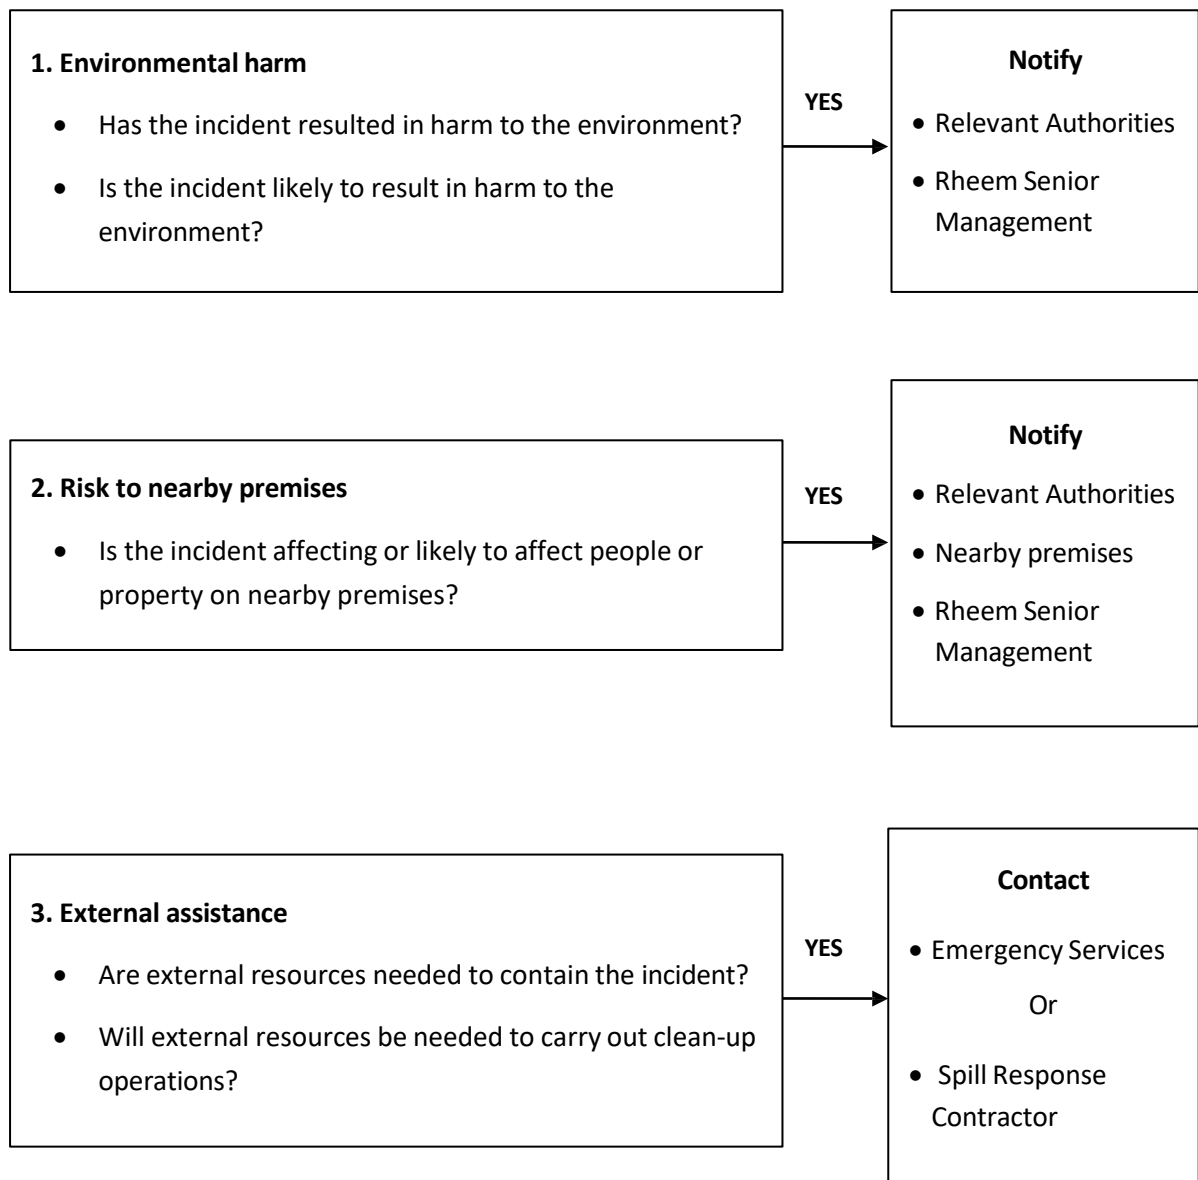 1. Environmental harm
• Has the incident resulted in harm to the environment?
• Is the incident likely to result in harm to the
environment?
YES
Notify
• Relevant Authorities
• Rheem Senior
Management
2. Risk to nearby premises
• Is the incident affecting or likely to affect people or
property on nearby premises?
YES
Notify
• Relevant Authorities
• Nearby premises
• Rheem Senior
Management
3. External assistance
• Are external resources needed to contain the incident?
• Will external resources be needed to carry out clean-up
operations?
YES
Contact
• Emergency Services
Or
• Spill Response
Contractor